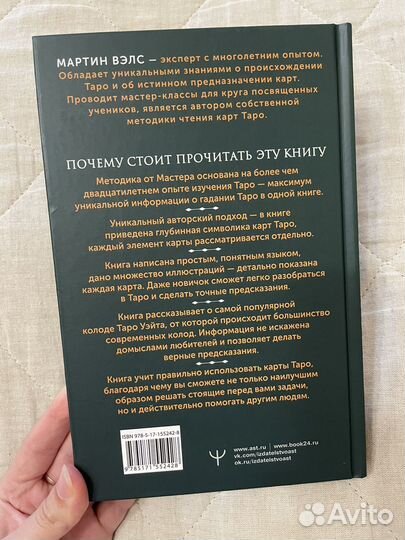 МАРТИН ВЭЛС — эксперт с многолетним опытом.
Обладает уникальными знаниями о происхождении
Таро и об истинном предназначении карт.
Проводит мастер-классы для круга посвященных
учеников, является автором собственной
методики чтения карт Таро.
ПОЧЕМУ СТОИТ ПРОЧИТАТЬ ЭТУ КНИГУ
Методика от Мастера основана на более чем
двадцатилетнем опыте изучения Таро — максимум
уникальной информации о гадании Таро в одной книге.
Уникальный авторский подход — в книге
приведена глубинная символика карт Таро,
каждый элемент карты рассматривается отдельно.
Книга написана простым, понятным языком,
дано множество иллюстраций — детально показана
каждая карта. Даже новичок сможет легко разобраться
в Таро и сделать точные предсказания.
Книга рассказывает о самой популярной
колоде Таро Уэйта, от которой происходит большинство
современных колод. Информация не искажена
домыслами любителей и позволяет делать
верные предсказания.
Книга учит правильно использовать карты Таро,
благодаря чему вы сможете не только наилучшим
образом решать стоящие перед вами задачи,
но и действительно помогать другим людям.
ISBN 978-5-17-155242-8
9 785171 552428
www.ast.ru | www.book24.ru
vk.com/izdatelstvoast
ok.ru/izdatelstvoast
Avito